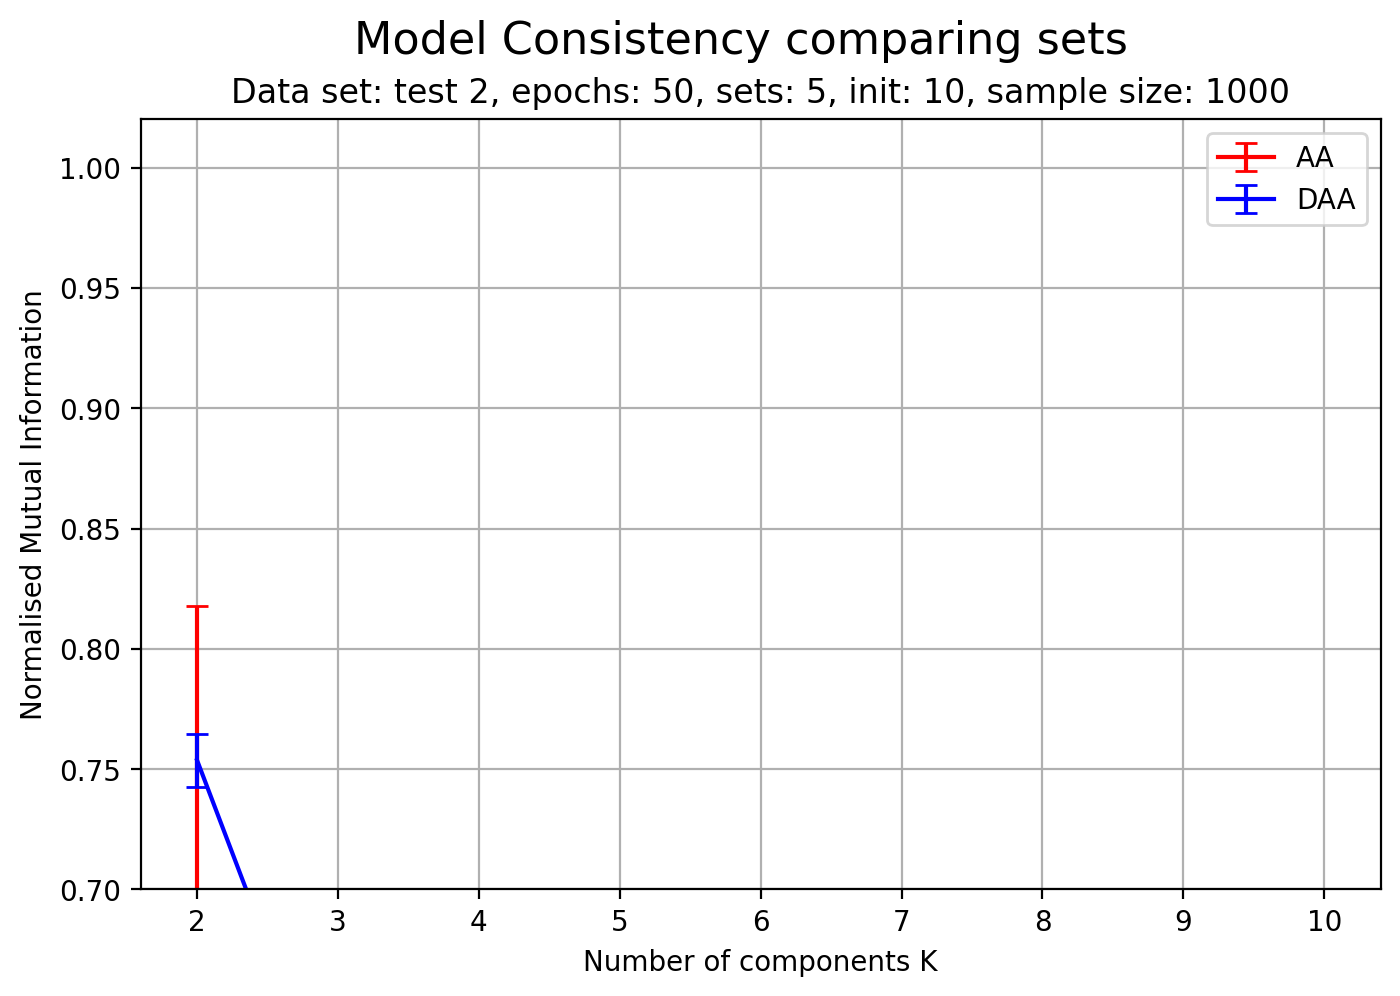 Model Consistency comparing sets
Data set: test 2, epochs: 50, sets: 5, init: 10, sample size: 1000
AA
DAA
1.00
0.95
0.90
0.85
0.80
0.75
0.70
Normalised Mutual Information
2 3 4 5 6 7 8 9 10
Number of components K